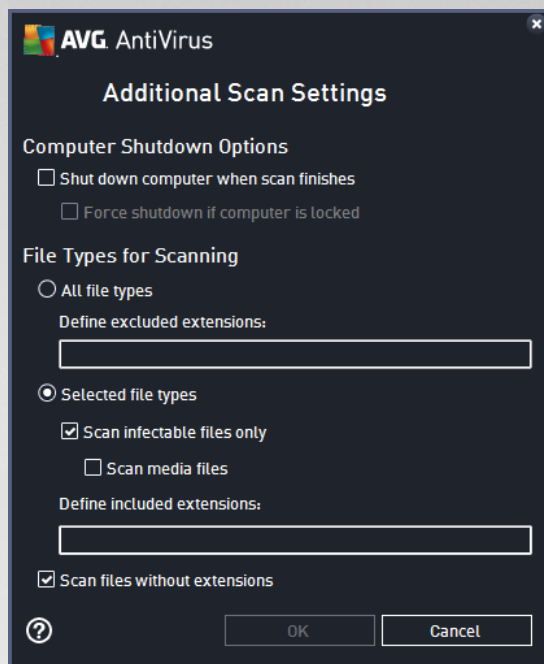 AVG. AntiVirus
Additional Scan Settings
Computer Shutdown Options
Shut down computer when scan finishes
Force shutdown if computer is locked
File Types for Scanning
All file types
Define excluded extensions:
Selected file types
Scan infectable files only
Scan media files
Define included extensions:
Scan files without extensions
?
OK
Cancel